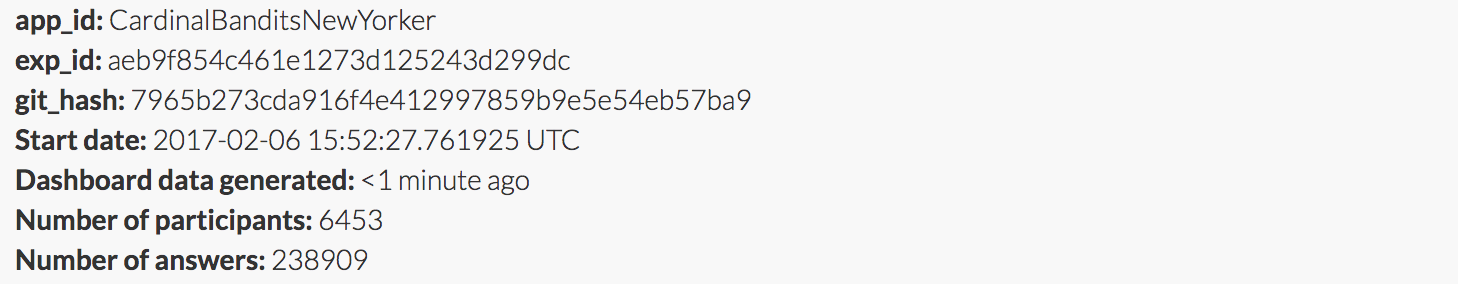 app_id: CardinalBanditsNewYorker
exp_id: aeb9f854c461e1273d125243d299dc
git_hash: 7965b273cda916f4e412997859b9e5e54eb57ba9
Start date: 2017-02-06 15:52:27.761925 UTC
Dashboard data generated: <1 minute ago
Number of participants: 6453
Number of answers: 238909